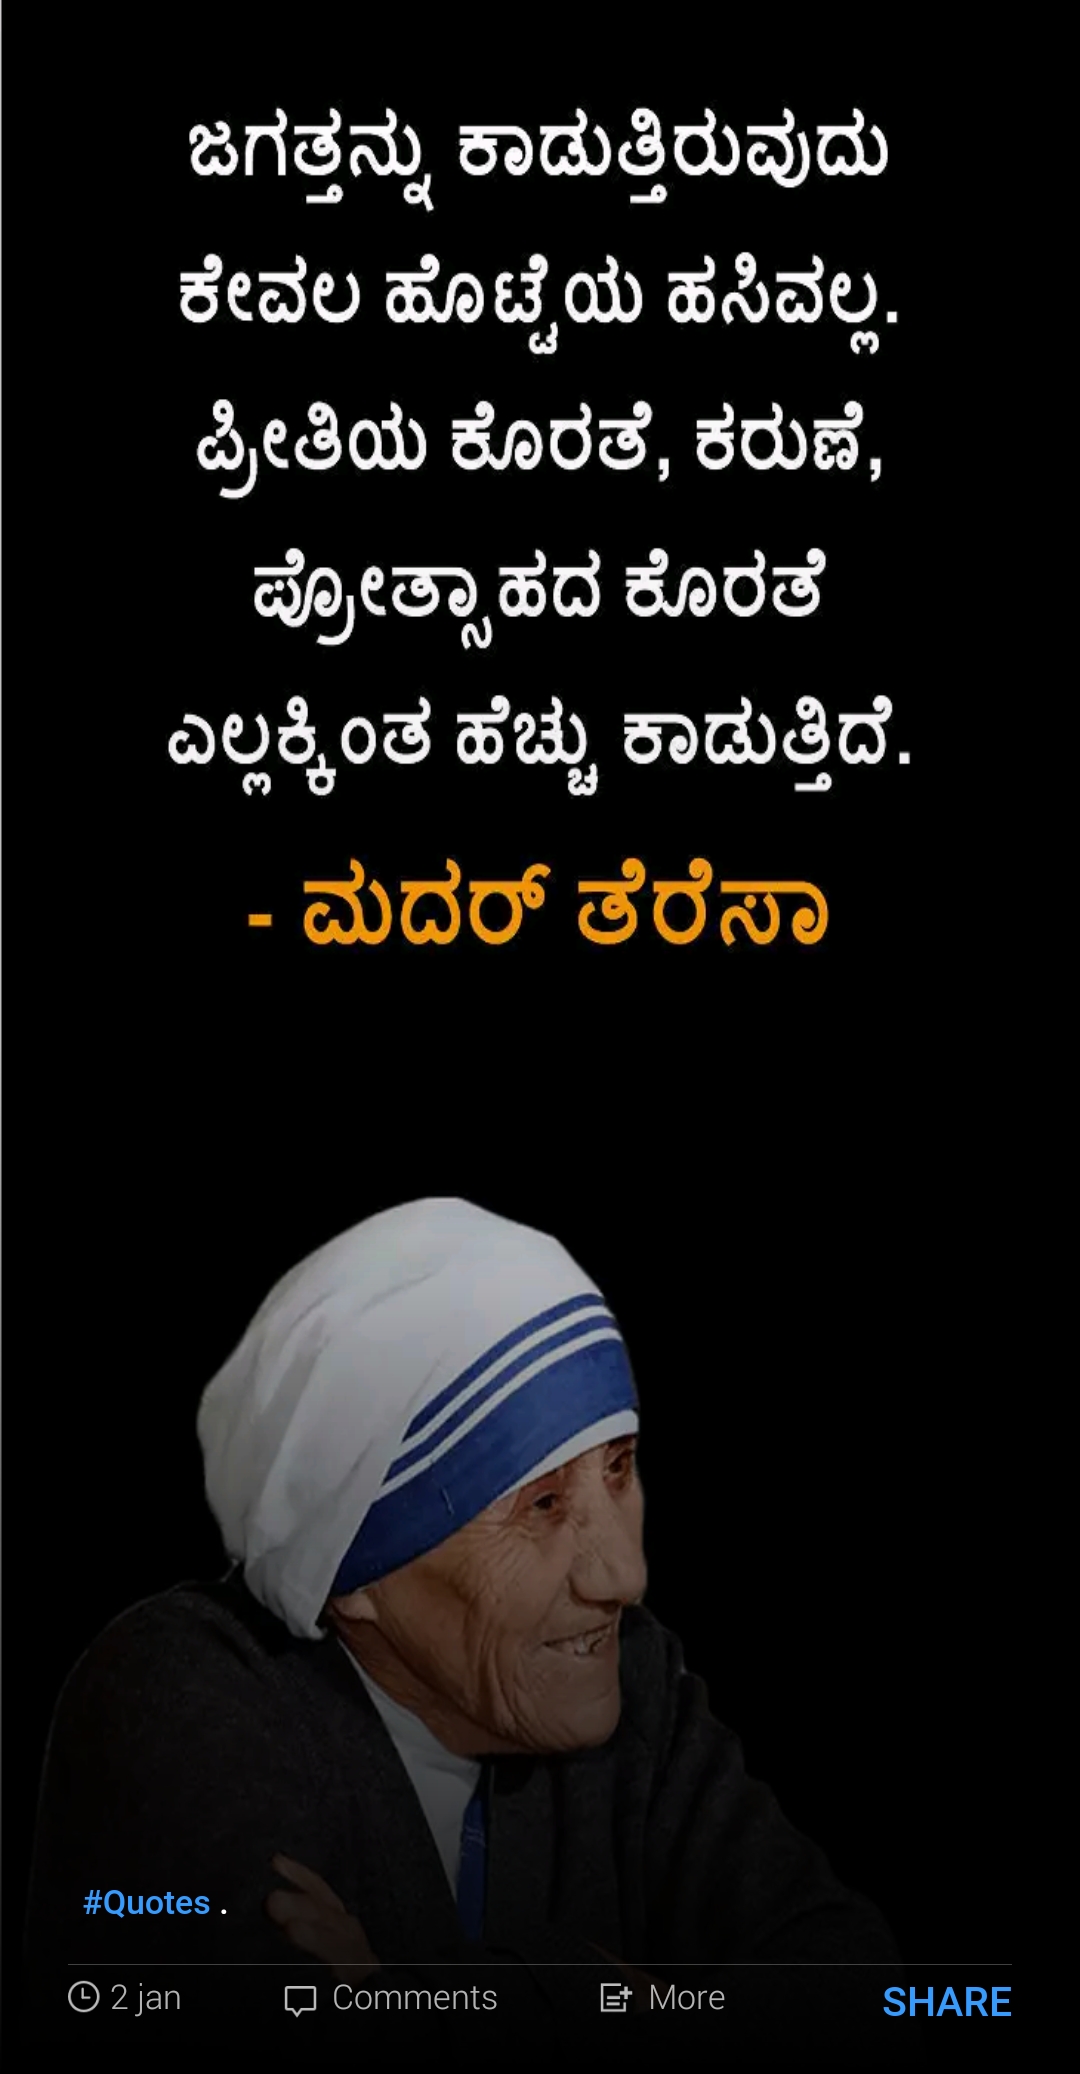 ಜಗತ್ತನ್ನು ಕಾಡುತ್ತಿರುವುದು
ಕೇವಲ ಹೊಟ್ಟೆಯ ಹಸಿವಲ್ಲ.
ಪ್ರೀತಿಯ ಕೊರತೆ, ಕರುಣೆ,
ಪ್ರೋತ್ಸಾಹದ ಕೊರತೆ
ಎಲ್ಲಕ್ಕಿಂತ ಹೆಚ್ಚು ಕಾಡುತ್ತಿದೆ.
- ಮದರ್ ತೆರೆಸಾ
#Quotes .
2 jan Comments More SHARE